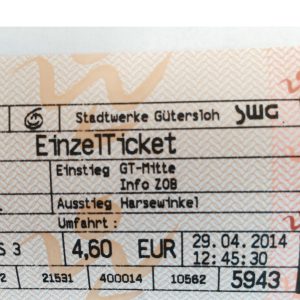 Stadtwerke Gütersloh SWG
EinzelTicket
Einstieg GT-Mitte
Info ZOB
Ausstieg Harsewinkel
Umfahrt:
S 3 4,60 EUR 29.04.2014
12:45:30
2 21531 400014 10562 5943